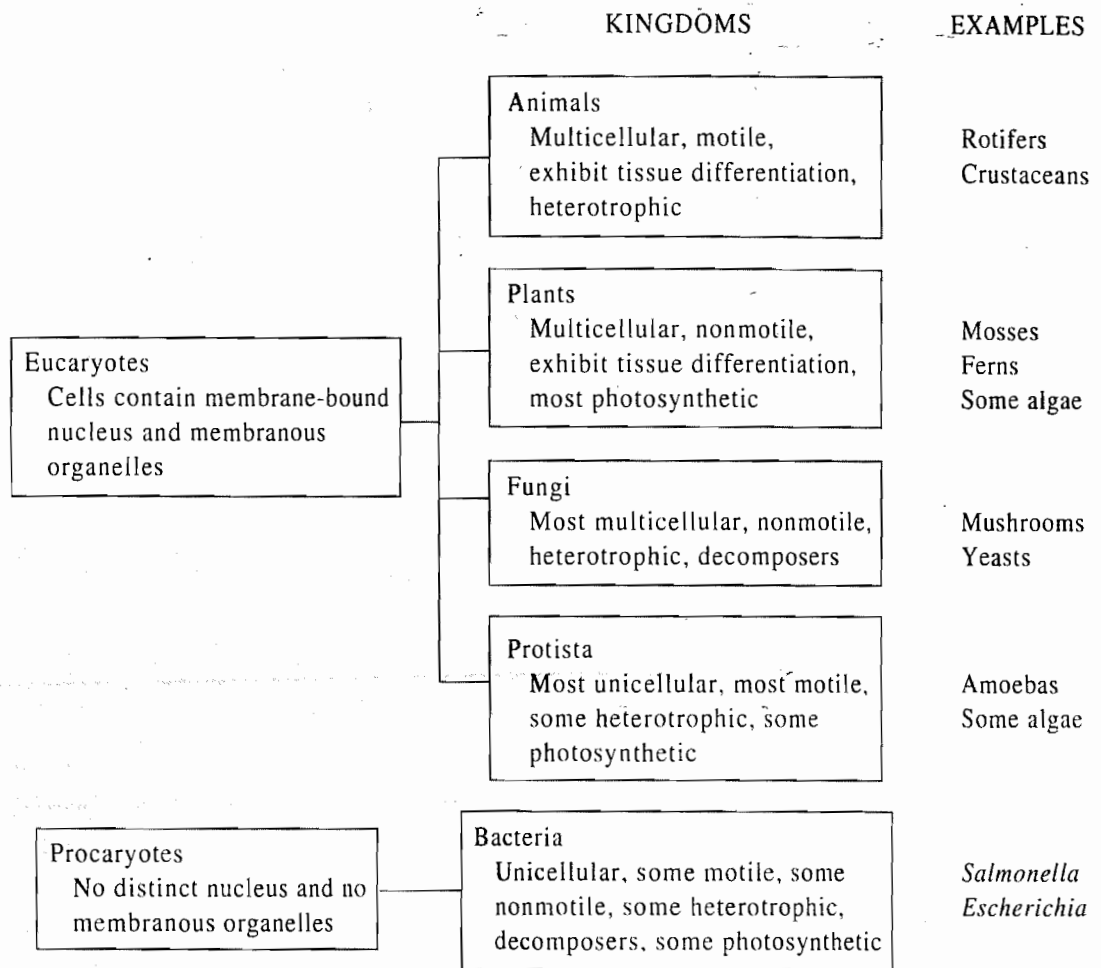 KINGDOMS EXAMPLES
Animals
Multicellular, motile,
exhibit tissue differentiation,
heterotrophic
Rotifers
Crustaceans
Plants
Multicellular, nonmotile,
exhibit tissue differentiation,
most photosynthetic
Mosses
Ferns
Some algae
Eucaryotes
Cells contain membrane-bound
nucleus and membranous
organelles
Fungi
Most multicellular, nonmotile,
heterotrophic, decomposers
Mushrooms
Yeasts
Protista
Most unicellular, most motile,
some heterotrophic, some
photosynthetic
Amoebas
Some algae
Procaryotes
No distinct nucleus and no
membranous organelles
Bacteria
Unicellular, some motile, some
nonmotile, some heterotrophic,
decomposers, some photosynthetic
Salmonella
Escherichia